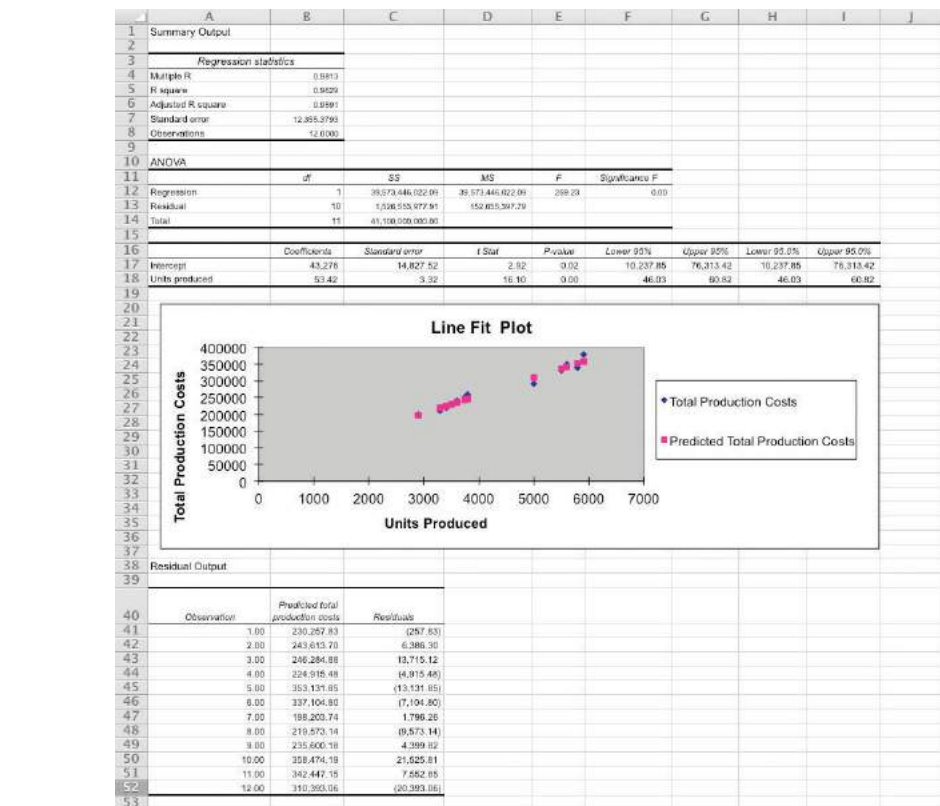 A B C D E F G H I J
1 Summary Output
2
3 Regression statistics
4 Multiple R 0.9813
5 R square 0.9629
6 Adjusted R square 0.9591
7 Standard error 12,355.3793
8 Observations 12.0000
9
10 ANOVA
11 df SS MS F Significance F
12 Regression 1 39,573,446,022.09 39,573,446,022.09 259.23 0.00
13 Residual 10 1,526,553,977.91 152,655,397.79
14 Total 11 41,100,000,000.00
15
16 Coefficients Standard error t Stat P-value Lower 95% Upper 95% Lower 95.0% Upper 95.0%
17 Intercept 43,276 14,827.52 2.92 0.02 10,237.85 76,313.42 10,237.85 76,313.42
18 Units produced 53.42 3.32 16.10 0.00 46.03 60.82 46.03 60.82
19
20
21
22
23
24
25
26
27
28
29
30
31
32
33
34
35
36
37
Line Fit Plot
Total Production Costs
400000
350000
300000
250000
200000
150000
100000
50000
0
0 1000 2000 3000 4000 5000 6000 7000
Units Produced
Total Production Costs
Predicted Total Production Costs
38 Residual Output
39
Predicted total
40 Observation production costs Residuals
41 1.00 230,257.83 (257.83)
42 2.00 243,613.70 6,386.30
43 3.00 246,284.88 13,715.12
44 4.00 224,915.48 (4,915.48)
45 5.00 353,131.85 (13,131.85)
46 6.00 337,104.80 (7,104.80)
47 7.00 198,203.74 1,796.26
48 8.00 219,573.14 (9,573.14)
49 9.00 235,600.18 4,399.82
50 10.00 358,474.19 21,525.81
51 11.00 342,447.15 7,552.85
52 12.00 310,393.06 (20,393.06)
53